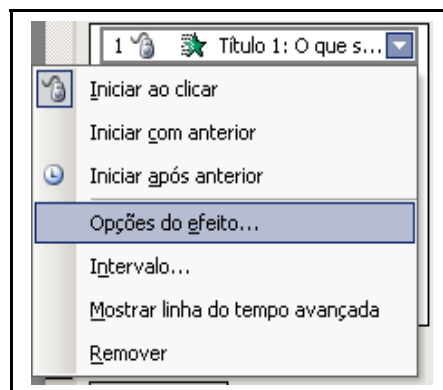 1 Título 1: O que s...
Iniciar ao clicar
Iniciar com anterior
Iniciar após anterior
Opções do efeito...
Intervalo...
Mostrar linha do tempo avançada
Remover